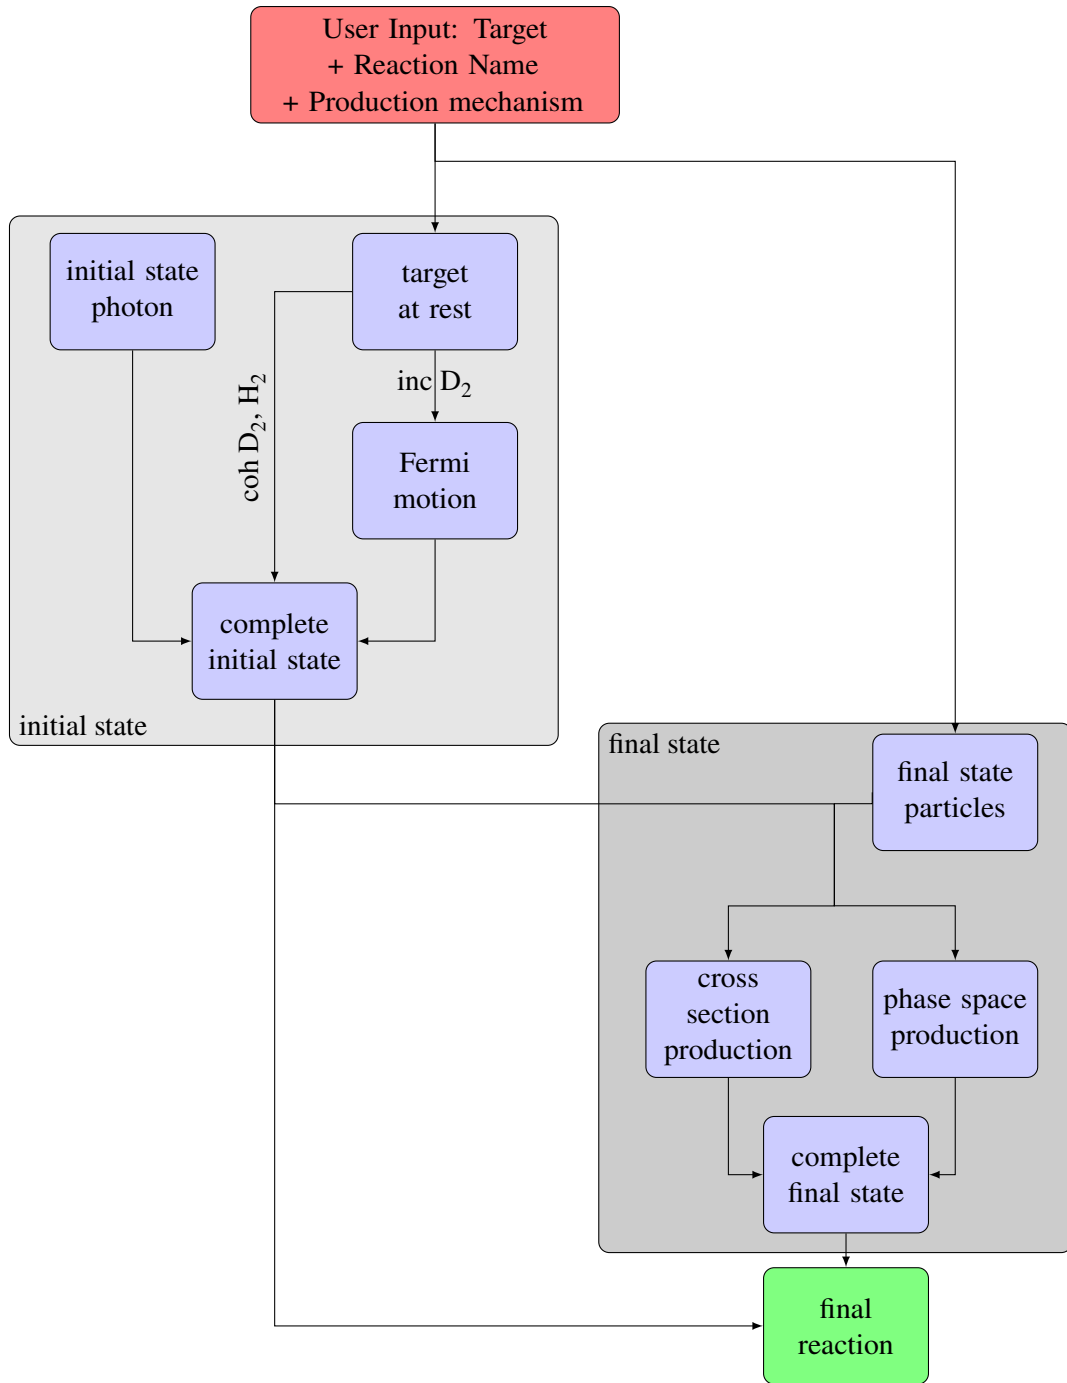 User Input: Target
+ Reaction Name
+ Production mechanism
initial state
photon
target
at rest
inc D₂
coh D₂, H₂
Fermi
motion
complete
initial state
initial state
final state
final state
particles
cross
section
production
phase space
production
complete
final state
final
reaction